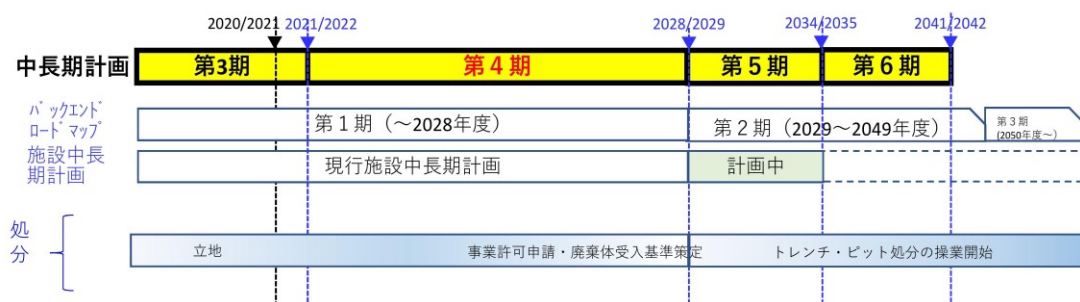 2020/2021
2021/2022
2028/2029
2034/2035
2041/2042
中長期計画
第3期
第４期
第５期
第６期
ﾊﾞｯｸエンド
ロードマップ
第１期（～2028年度）
第２期（2029～2049年度）
第３期
(2050年度～)
施設中長
期計画
現行施設中長期計画
計画中
処
分
立地
事業許可申請・廃棄体受入基準策定
トレンチ・ピット処分の操業開始